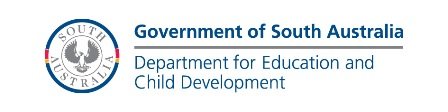 SOUTH AUSTRALIA
Government of South Australia
Department for Education and
Child Development